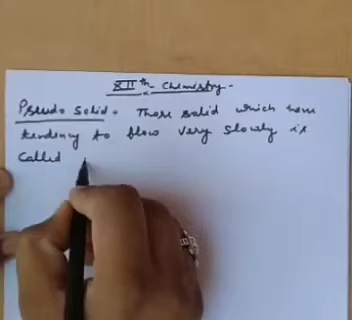 XIIth Chemistry -
Pseudo Solid - Those solid which have
tendency to flow very slowly is
Called